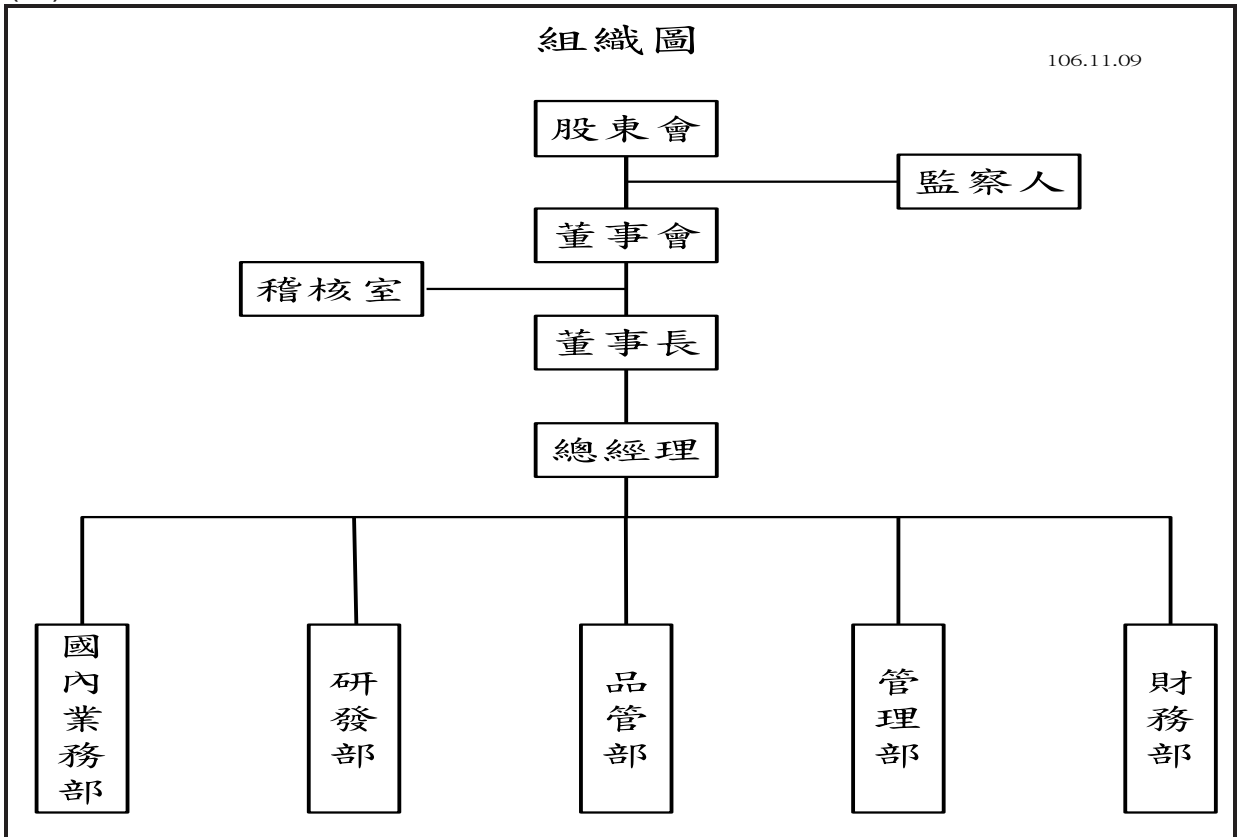 組織圖
106.11.09
股東會
監察人
董事會
稽核室
董事長
總經理
國內業務部
研發部
品管部
管理部
財務部